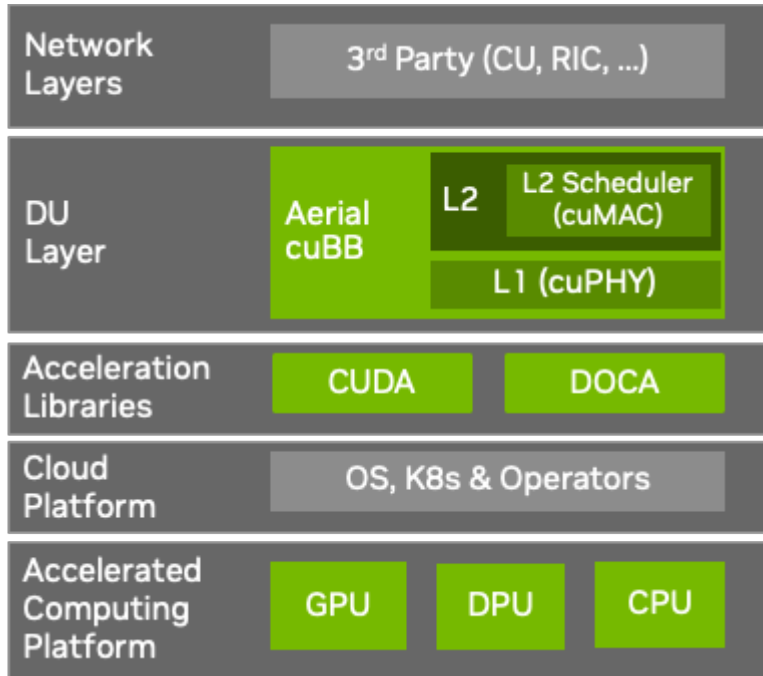 Network
Layers
3rd Party (CU, RIC, ...)
DU
Layer
Aerial
cuBB
L2
L2 Scheduler
(cuMAC)
L1 (cuPHY)
Acceleration
Libraries
CUDA
DOCA
Cloud
Platform
OS, K8s & Operators
Accelerated
Computing
Platform
GPU
DPU
CPU